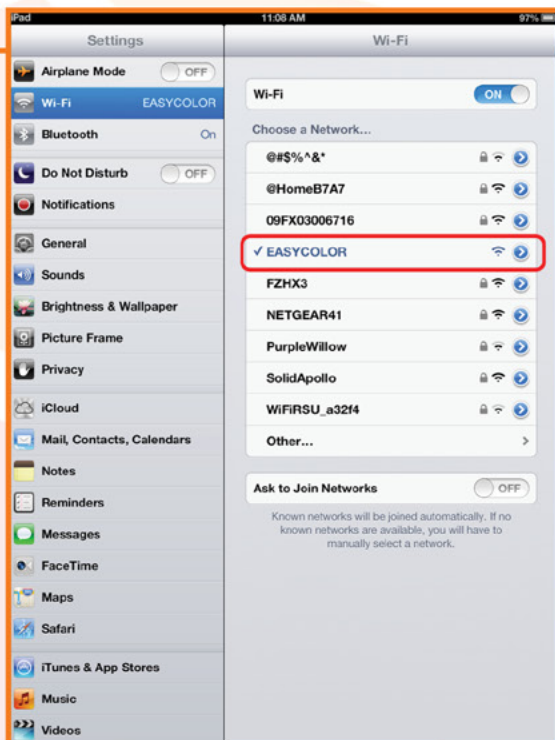 iPad
11:08 AM
97%
Settings
Airplane Mode OFF
Wi-Fi EASYCOLOR
Bluetooth On
Do Not Disturb OFF
Notifications
General
Sounds
Brightness & Wallpaper
Picture Frame
Privacy
iCloud
Mail, Contacts, Calendars
Notes
Reminders
Messages
FaceTime
Maps
Safari
iTunes & App Stores
Music
Videos
Wi-Fi
Wi-Fi ON
Choose a Network...
@#$%^&*
@HomeB7A7
09FX03006716
✓ EASYCOLOR
FZHX3
NETGEAR41
PurpleWillow
SolidApollo
WiFiRSU_a32f4
Other...
Ask to Join Networks OFF
Known networks will be joined automatically. If no
known networks are available, you will have to
manually select a network.